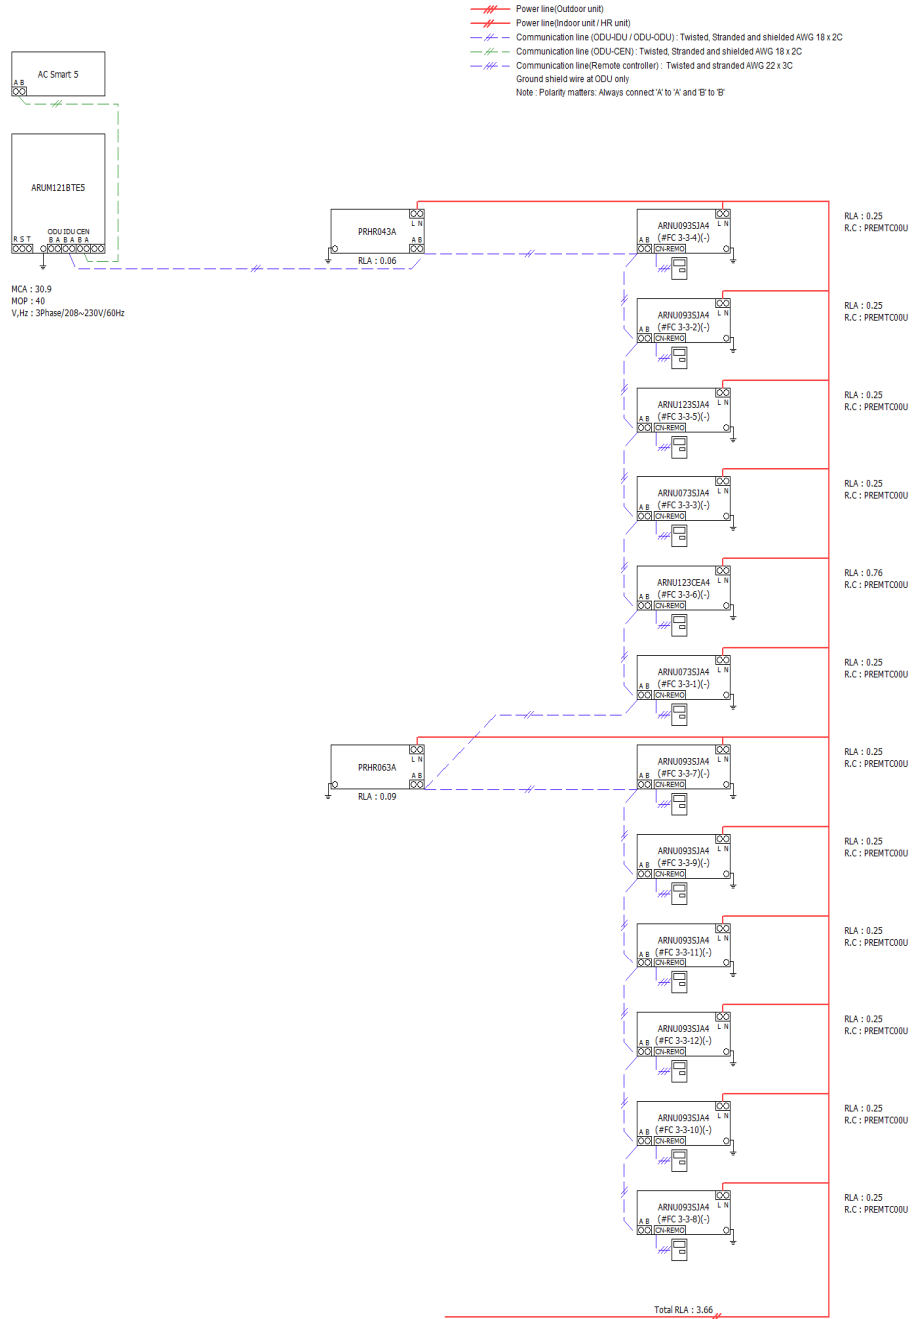 Power line(Outdoor unit)
Power line(Indoor unit / HR unit)
Communication line (ODU-IDU / ODU-ODU) : Twisted, Stranded and shielded AWG 18 x 2C
Communication line (ODU-CEN) : Twisted, Stranded and shielded AWG 18 x 2C
Communication line(Remote controller) : Twisted and stranded AWG 22 x 3C
Ground shield wire at ODU only
Note : Polarity matters: Always connect 'A' to 'A' and 'B' to 'B'
AC Smart 5
A B
ARUM121BTE5
ODU IDU CEN
R S T
B A B A B A
MCA : 30.9
MOP : 40
V,Hz : 3Phase/208~230V/60Hz
PRHR043A
L N
A B
RLA : 0.06
ARNU093SJA4
(#FC 3-3-4)(-)
L N
A B
CN-REMO
RLA : 0.25
R.C : PREMTC00U
ARNU093SJA4
(#FC 3-3-2)(-)
L N
A B
CN-REMO
RLA : 0.25
R.C : PREMTC00U
ARNU123SJA4
(#FC 3-3-5)(-)
L N
A B
CN-REMO
RLA : 0.25
R.C : PREMTC00U
ARNU073SJA4
(#FC 3-3-3)(-)
L N
A B
CN-REMO
RLA : 0.25
R.C : PREMTC00U
ARNU123CEA4
(#FC 3-3-6)(-)
L N
A B
CN-REMO
RLA : 0.76
R.C : PREMTC00U
ARNU073SJA4
(#FC 3-3-1)(-)
L N
A B
CN-REMO
RLA : 0.25
R.C : PREMTC00U
PRHR063A
L N
A B
RLA : 0.09
ARNU093SJA4
(#FC 3-3-7)(-)
L N
A B
CN-REMO
RLA : 0.25
R.C : PREMTC00U
ARNU093SJA4
(#FC 3-3-9)(-)
L N
A B
CN-REMO
RLA : 0.25
R.C : PREMTC00U
ARNU093SJA4
(#FC 3-3-11)(-)
L N
A B
CN-REMO
RLA : 0.25
R.C : PREMTC00U
ARNU093SJA4
(#FC 3-3-12)(-)
L N
A B
CN-REMO
RLA : 0.25
R.C : PREMTC00U
ARNU093SJA4
(#FC 3-3-10)(-)
L N
A B
CN-REMO
RLA : 0.25
R.C : PREMTC00U
ARNU093SJA4
(#FC 3-3-8)(-)
L N
A B
CN-REMO
RLA : 0.25
R.C : PREMTC00U
Total RLA : 3.66